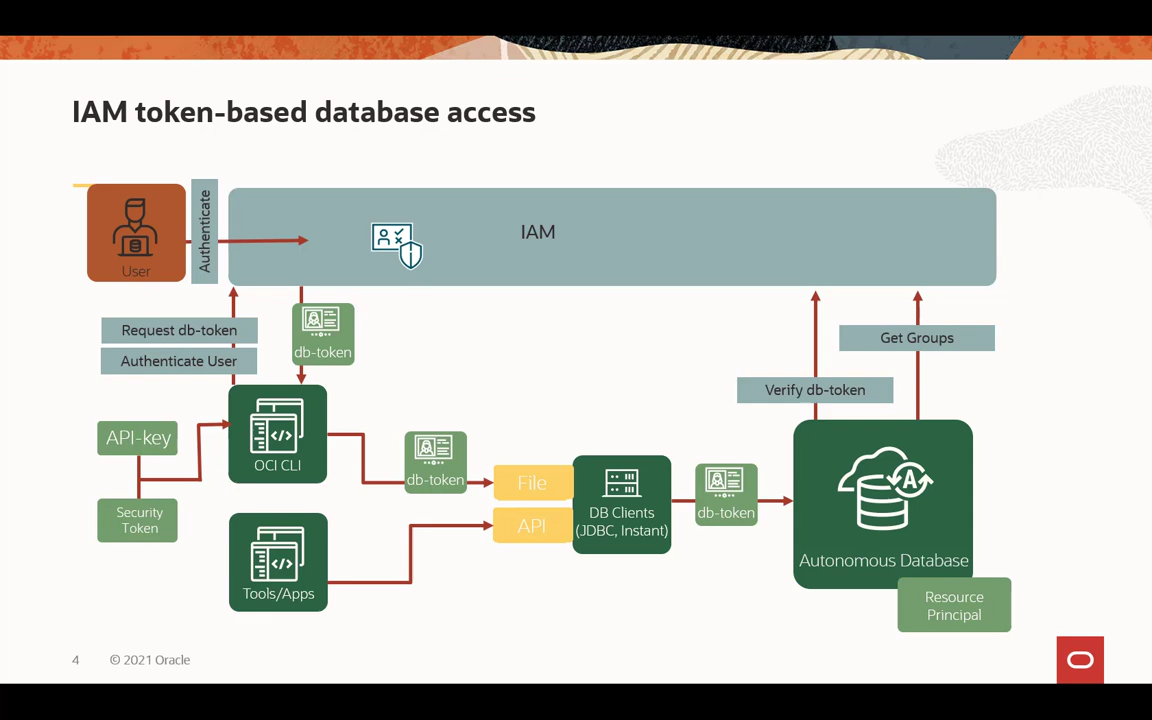 IAM token-based database access
User
Authenticate
IAM
Request db-token
Authenticate User
db-token
Get Groups
Verify db-token
API-key
Security
Token
OCI CLI
db-token
File
API
DB Clients
(JDBC, Instant)
db-token
A
Autonomous Database
Tools/Apps
Resource
Principal
4
© 2021 Oracle